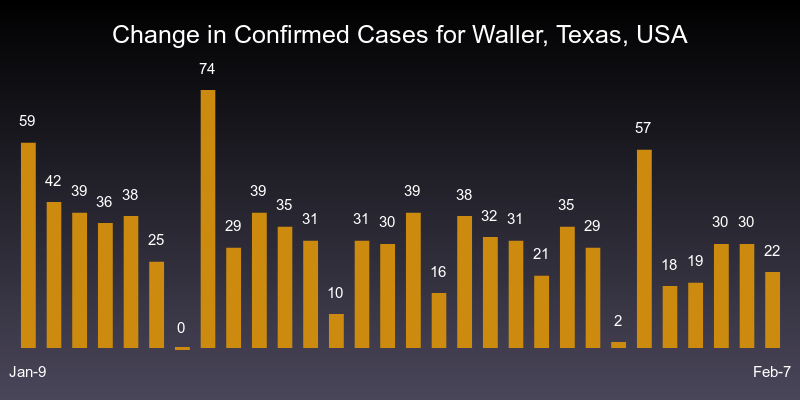 Change in Confirmed Cases for Waller, Texas, USA
59 42 39 36 38 25 0 74 29 39 35 31 10 31 30 39 16 38 32 31 21 35 29 2 57 18 19 30 30 22
Jan-9 Feb-7